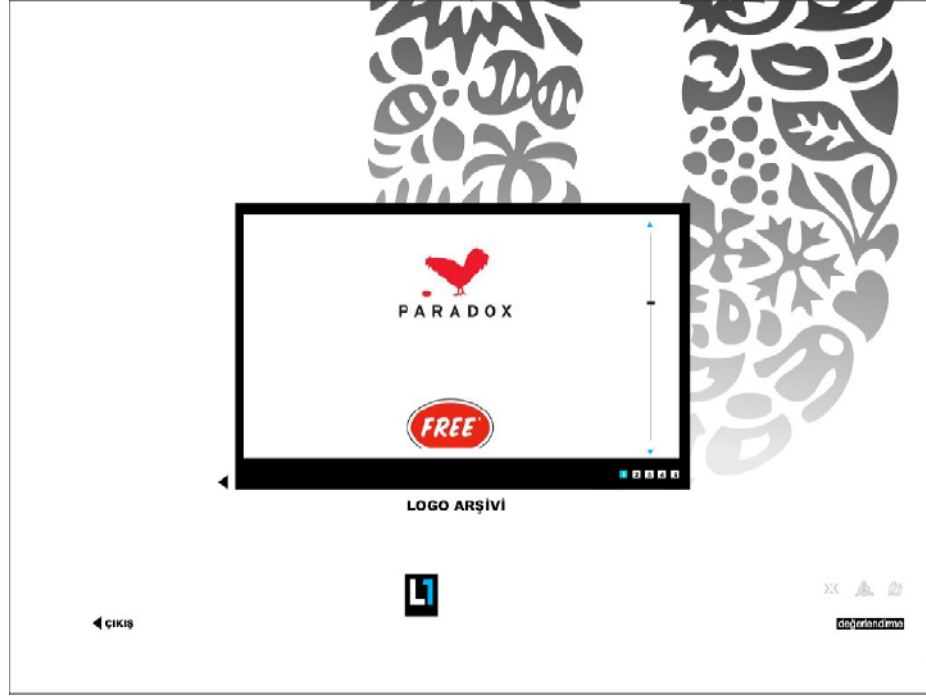 PARADOX
FREE
1 2 3 4 5
LOGO ARŞİVİ
L1
ÇIKIŞ
değerlendirme